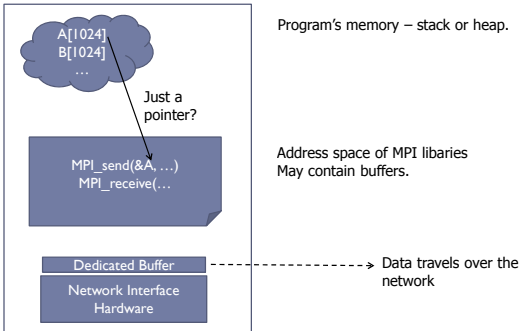 A[1024]
B[1024]
…
Program's memory – stack or heap.
Just a
pointer?
MPI_send(&A, …)
MPI_receive(…
Address space of MPI libaries
May contain buffers.
Dedicated Buffer
Data travels over the
network
Network Interface
Hardware